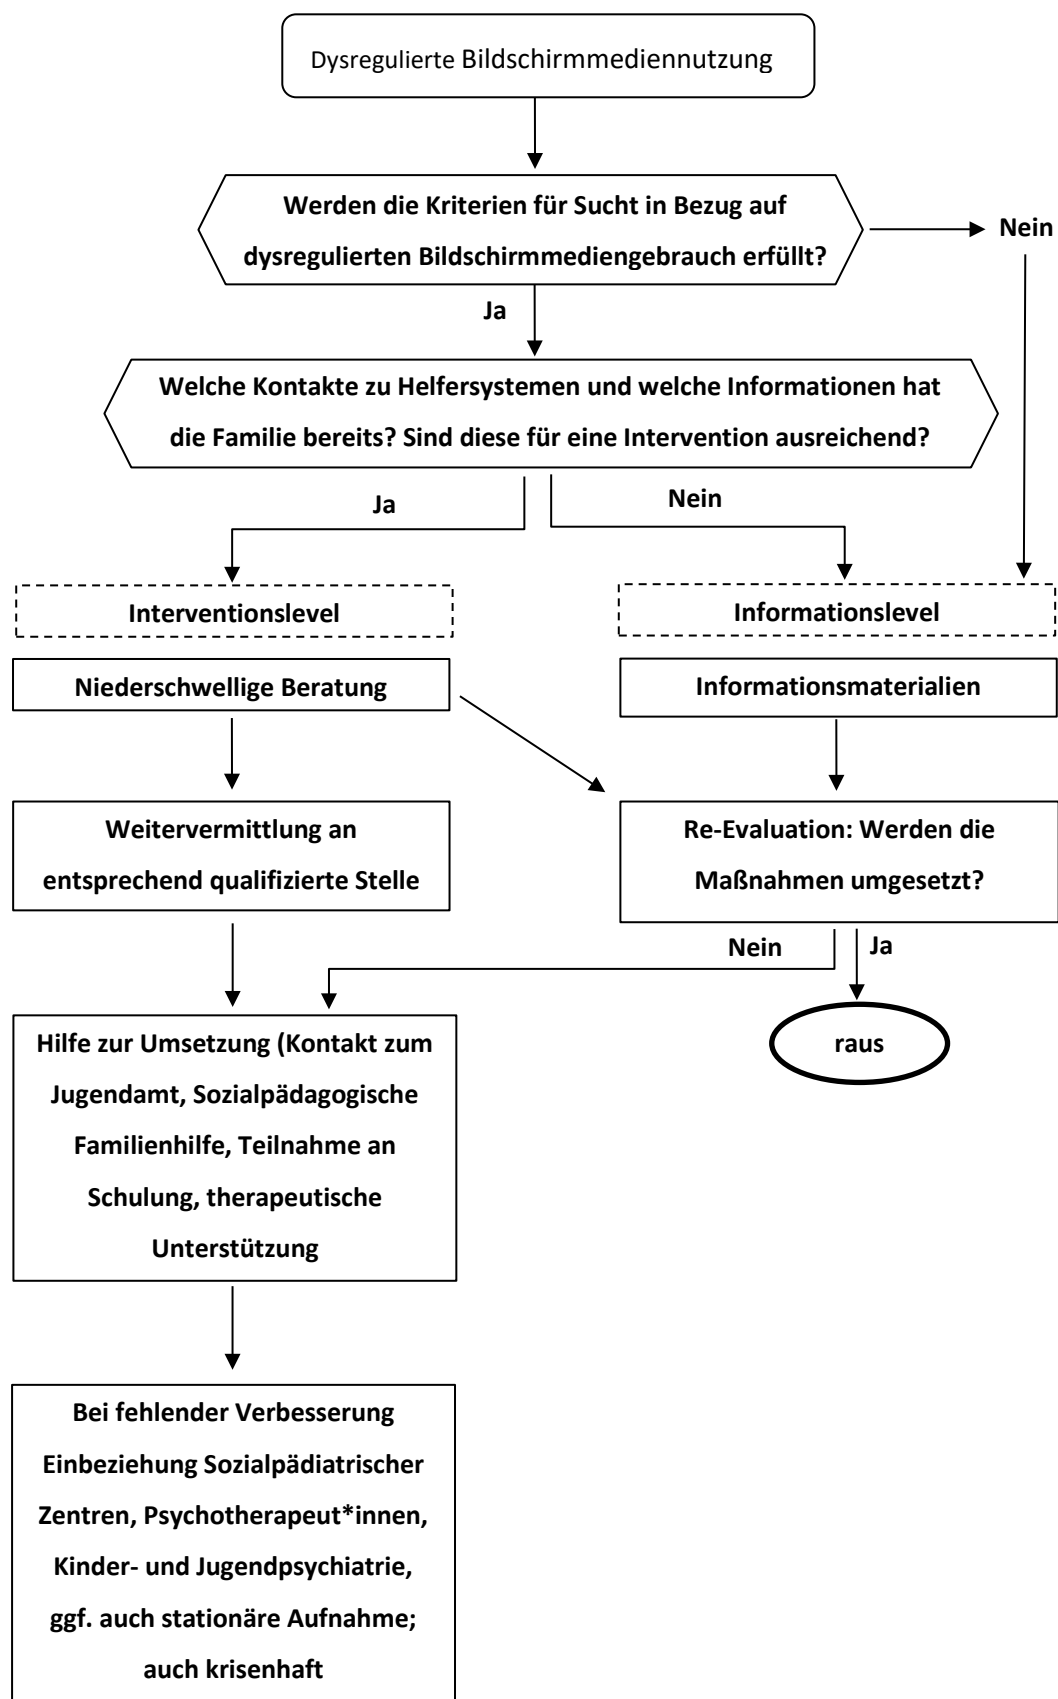 Dysregulierte Bildschirmmediennutzung
Werden die Kriterien für Sucht in Bezug auf
dysregulierten Bildschirmmediengebrauch erfüllt?
Nein
Ja
Welche Kontakte zu Helfersystemen und welche Informationen hat
die Familie bereits? Sind diese für eine Intervention ausreichend?
Ja
Nein
Interventionslevel
Informationslevel
Niederschwellige Beratung
Informationsmaterialien
Weitervermittlung an
entsprechend qualifizierte Stelle
Re-Evaluation: Werden die
Maßnahmen umgesetzt?
Nein
Ja
Hilfe zur Umsetzung (Kontakt zum
Jugendamt, Sozialpädagogische
Familienhilfe, Teilnahme an
Schulung, therapeutische
Unterstützung
raus
Bei fehlender Verbesserung
Einbeziehung Sozialpädiatrischer
Zentren, Psychotherapeut*innen,
Kinder- und Jugendpsychiatrie,
ggf. auch stationäre Aufnahme;
auch krisenhaft